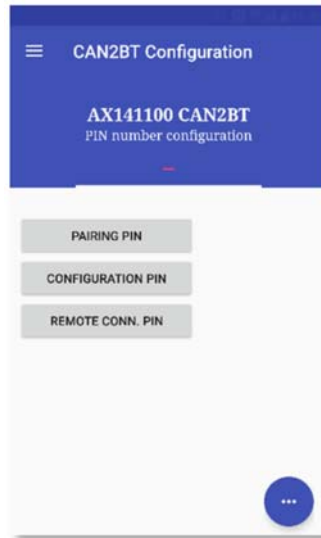 CAN2BT Configuration
AX141100 CAN2BT
PIN number configuration
PAIRING PIN
CONFIGURATION PIN
REMOTE CONN. PIN